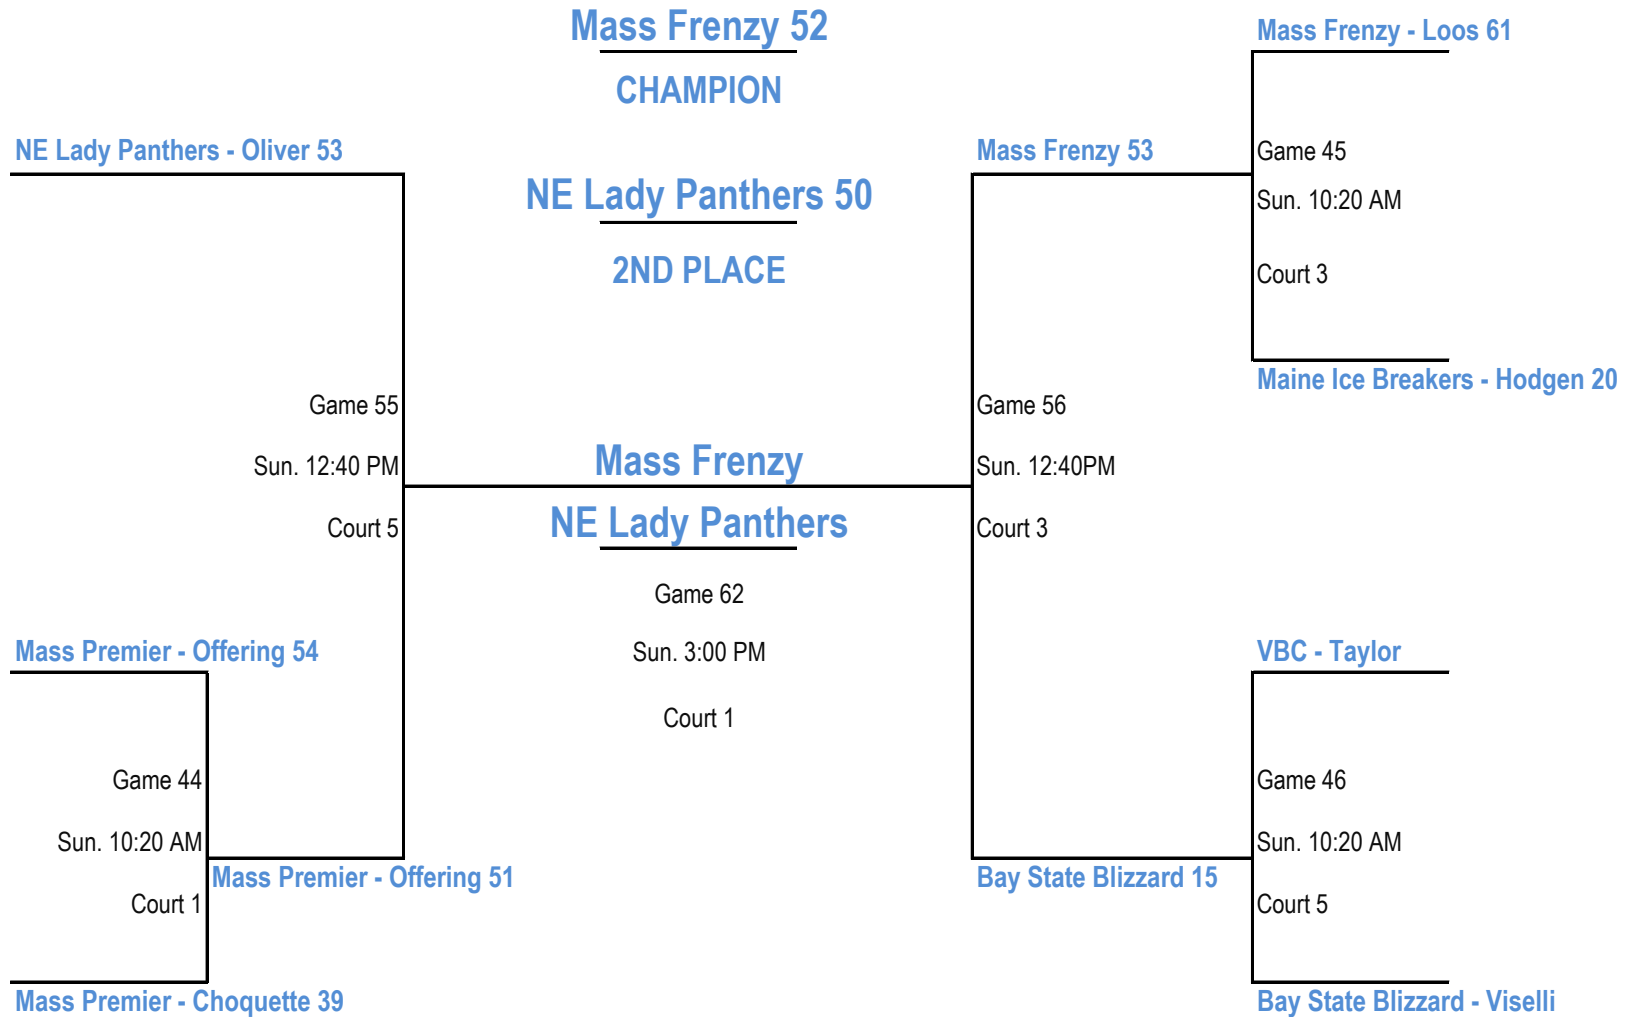 Mass Frenzy 52
CHAMPION
NE Lady Panthers 50
2ND PLACE
NE Lady Panthers - Oliver 53
Game 55
Sun. 12:40 PM
Court 5
Mass Premier - Offering 54
Game 44
Sun. 10:20 AM
Court 1
Mass Premier - Offering 51
Mass Premier - Choquette 39
Mass Frenzy
NE Lady Panthers
Game 62
Sun. 3:00 PM
Court 1
Mass Frenzy 53
Game 56
Sun. 12:40PM
Court 3
Bay State Blizzard 15
Mass Frenzy - Loos 61
Game 45
Sun. 10:20 AM
Court 3
Maine Ice Breakers - Hodgen 20
VBC - Taylor
Game 46
Sun. 10:20 AM
Court 5
Bay State Blizzard - Viselli